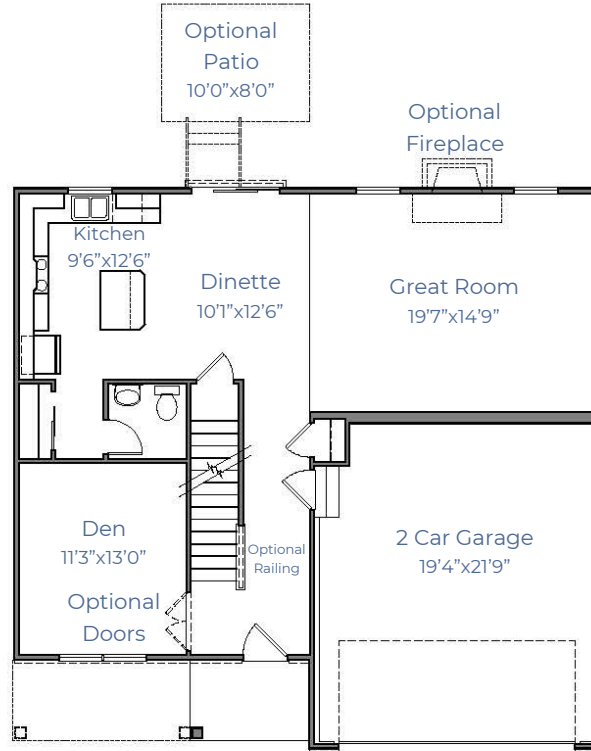 Optional
Patio
10'0”x8'0”
Optional
Fireplace
Kitchen
9'6”x12'6”
Dinette
10'1”x12'6”
Great Room
19'7”x14'9”
Den
11'3”x13'0”
Optional
Doors
Optional
Railing
2 Car Garage
19'4”x21'9”